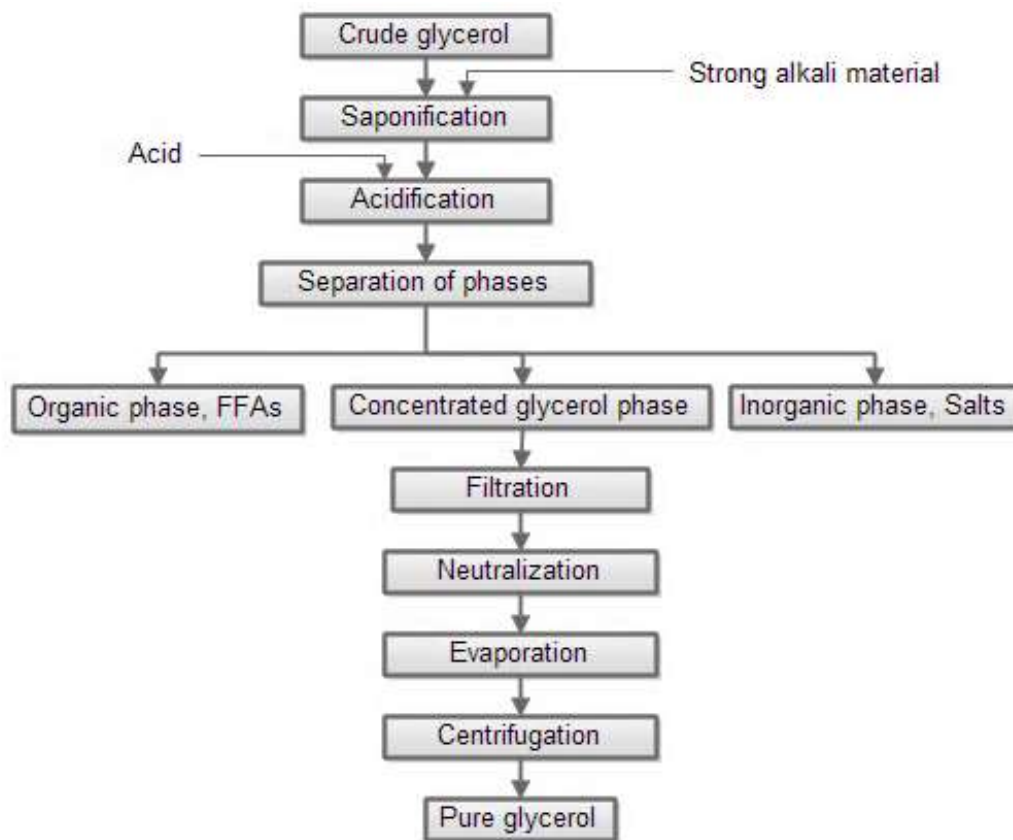 Crude glycerol
Strong alkali material
Saponification
Acid
Acidification
Separation of phases
Organic phase, FFAs
Concentrated glycerol phase
Inorganic phase, Salts
Filtration
Neutralization
Evaporation
Centrifugation
Pure glycerol